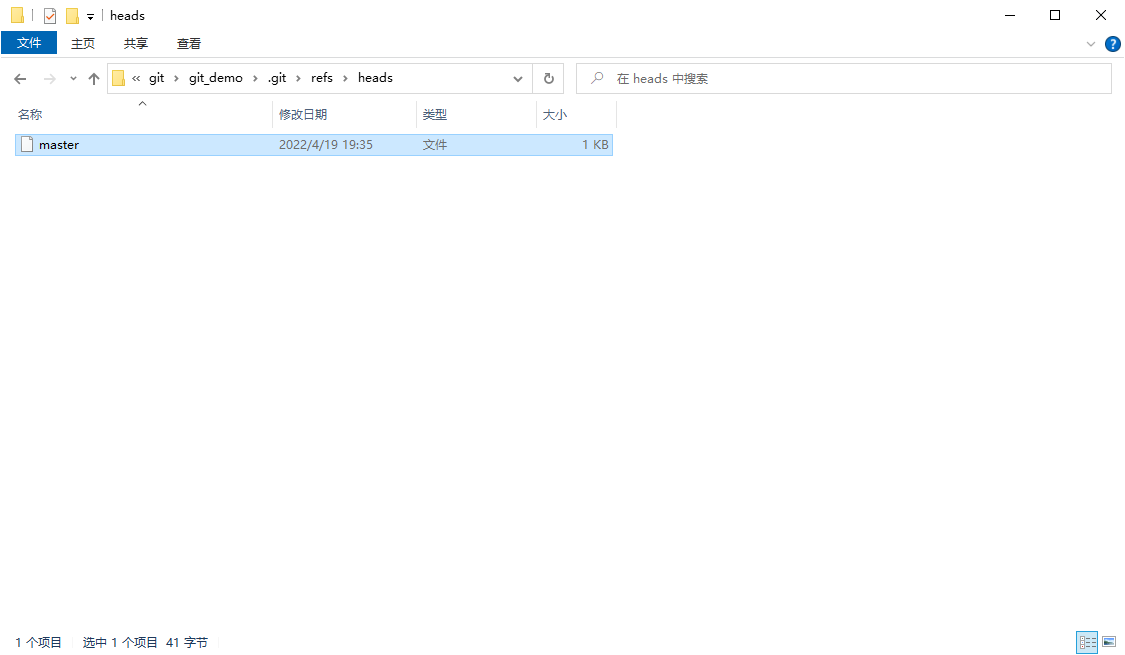 heads
文件 主页 共享 查看
« git › git_demo › .git › refs › heads 在 heads 中搜索
名称 修改日期 类型 大小
master 2022/4/19 19:35 文件 1 KB
1 个项目 选中 1 个项目 41 字节